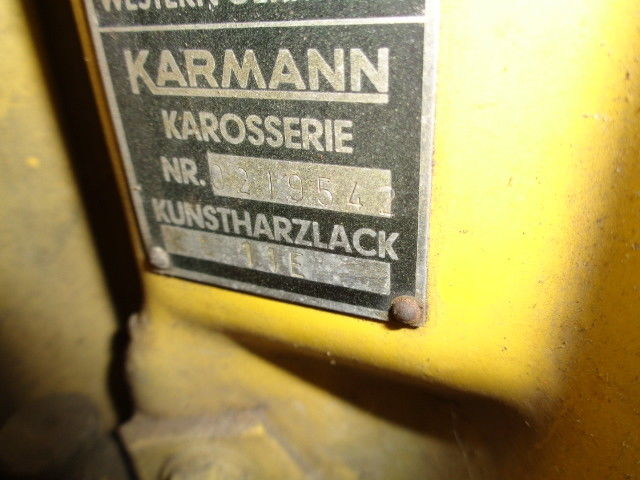 KARMANN
KAROSSERIE
NR. 0219542
KUNSTHARZLACK
11E